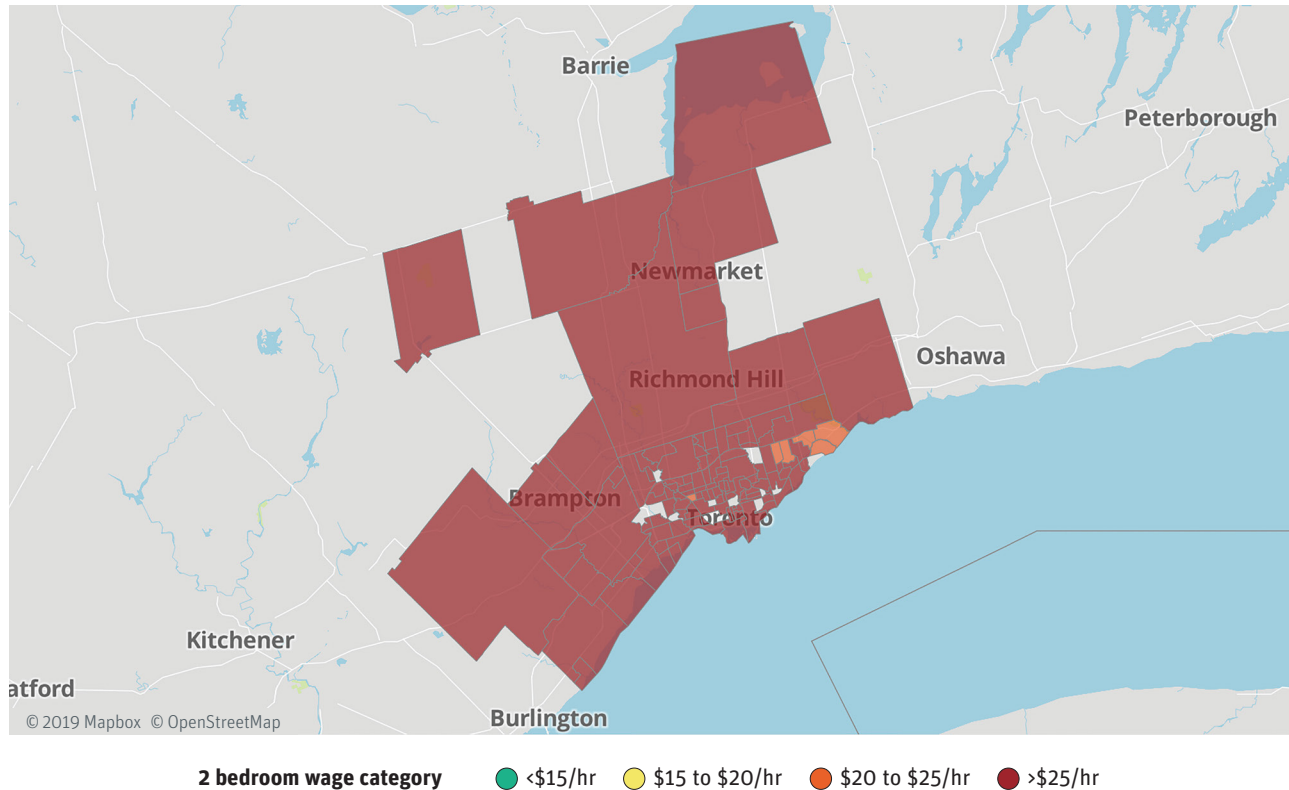 Barrie
Peterborough
Newmarket
Oshawa
Richmond Hill
Brampton
Toronto
Kitchener
atford
Burlington
© 2019 Mapbox © OpenStreetMap
2 bedroom wage category <$15/hr $15 to $20/hr $20 to $25/hr >$25/hr